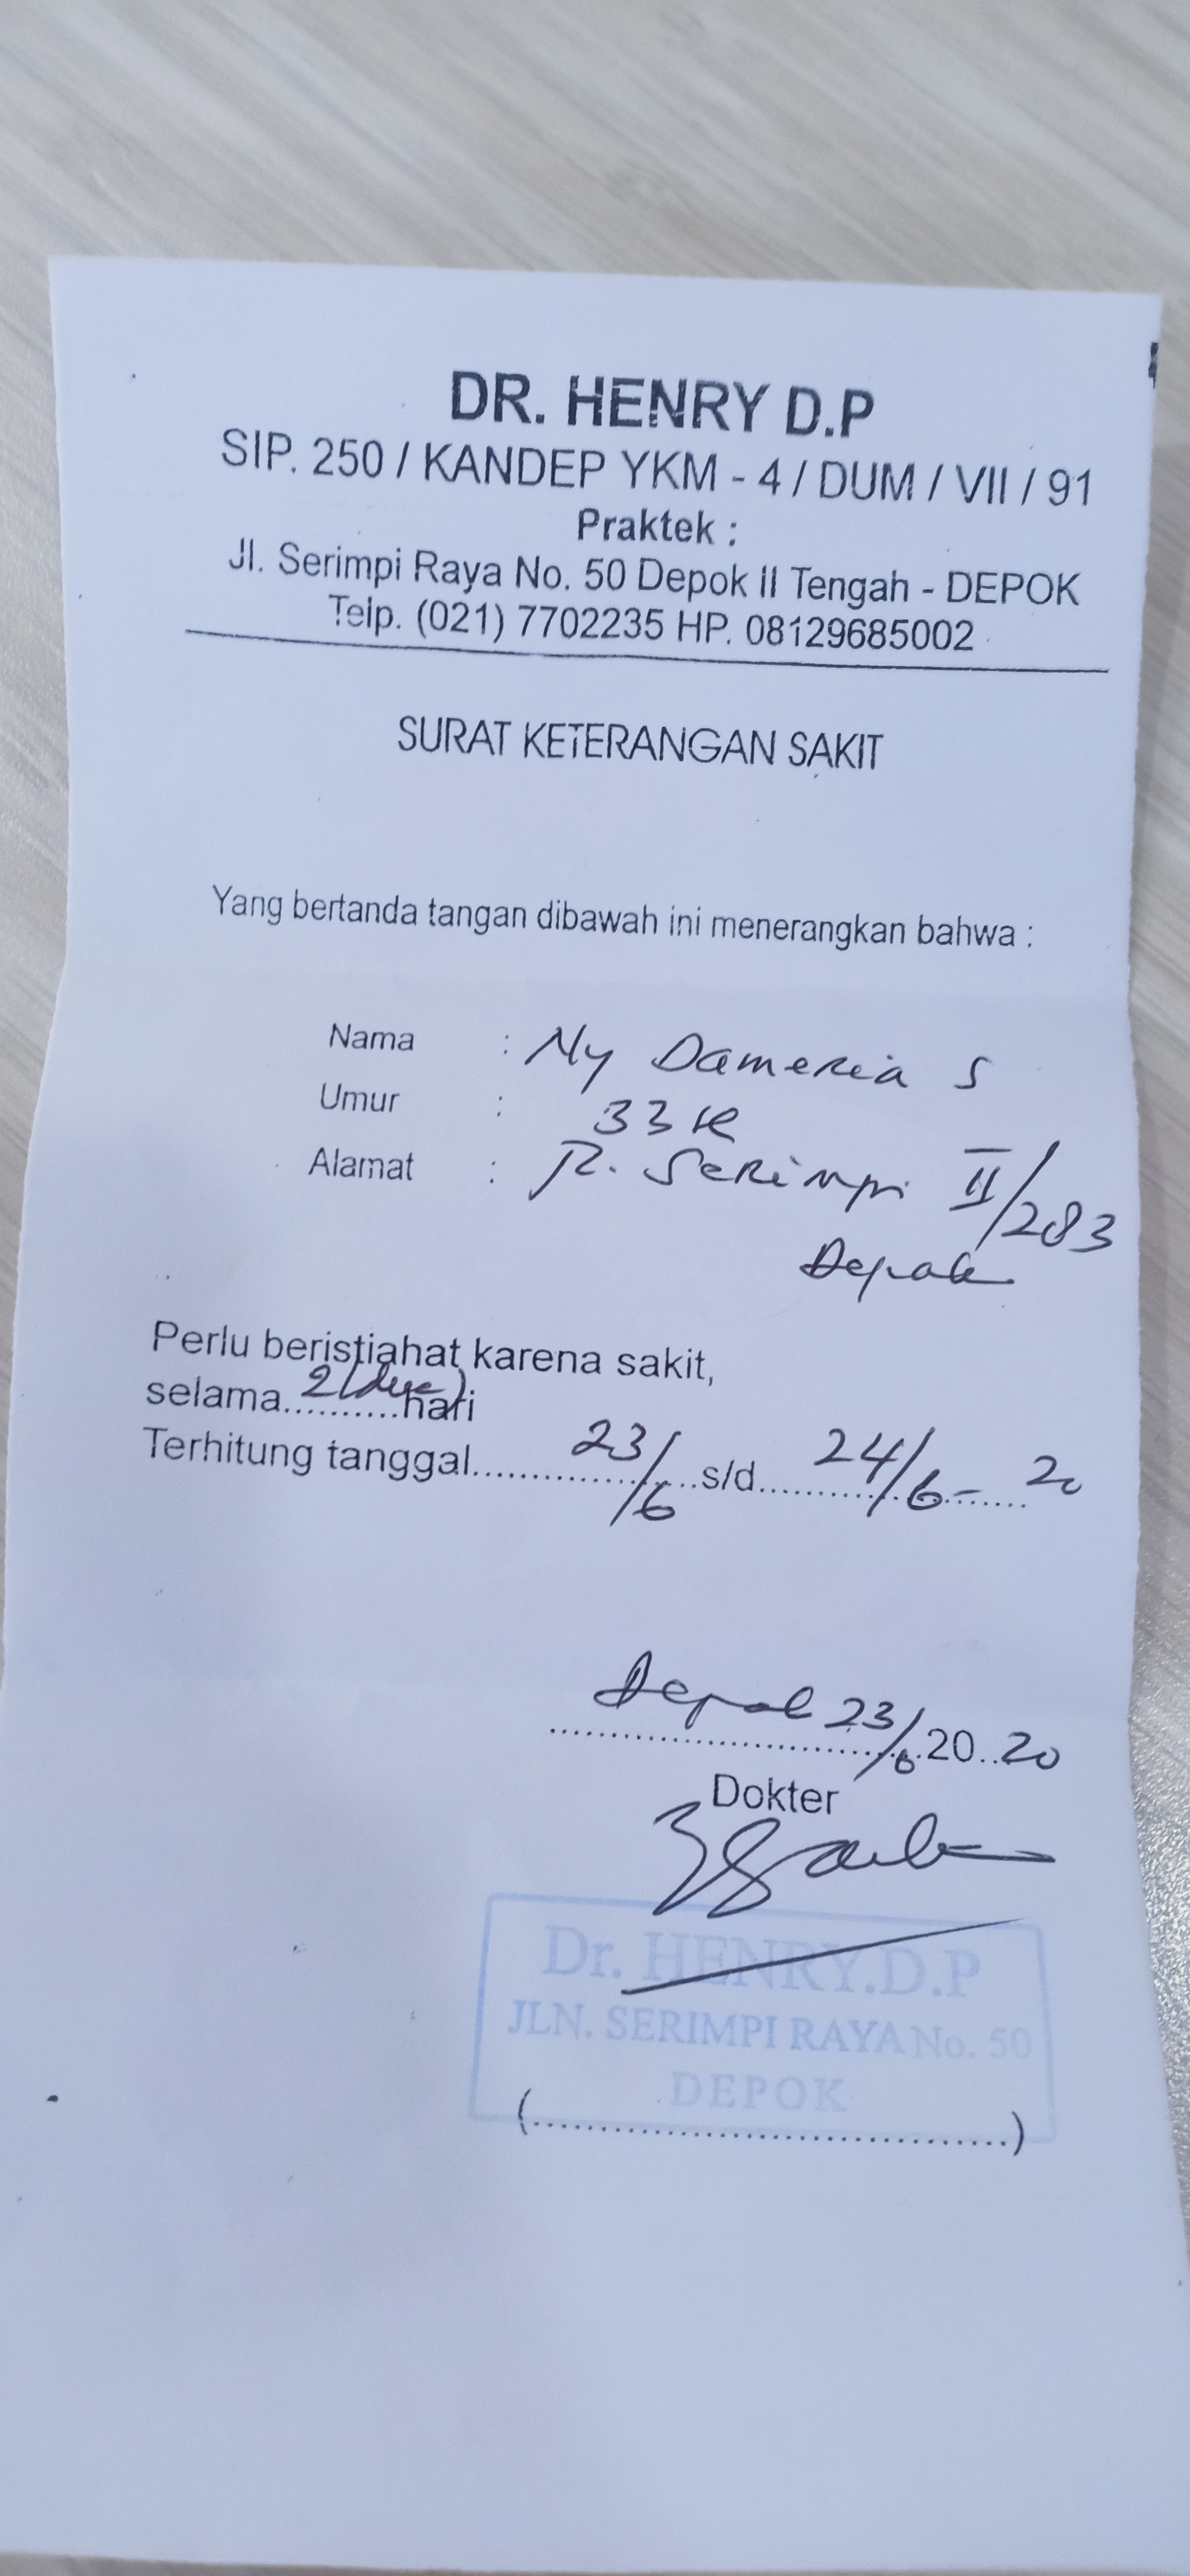 DR. HENRY D.P
SIP. 250 / KANDEP YKM - 4 / DUM / VII / 91
Praktek :
Jl. Serimpi Raya No. 50 Depok II Tengah - DEPOK
Telp. (021) 7702235 HP. 08129685002
SURAT KETERANGAN SAKIT
Yang bertanda tangan dibawah ini menerangkan bahwa :
Nama : Ny Dameria S
Umur : 33
Alamat : Serimpi II/283
Depok
Perlu beristiahat karena sakit,
selama 2 (dua) hari
Terhitung tanggal 23/6 s/d 24/6 - 20
Depok 23/6 20 20
Dokter
Dr. HENRY.D.P
JLN. SERIMPI RAYA No. 50
DEPOK
(..................................)